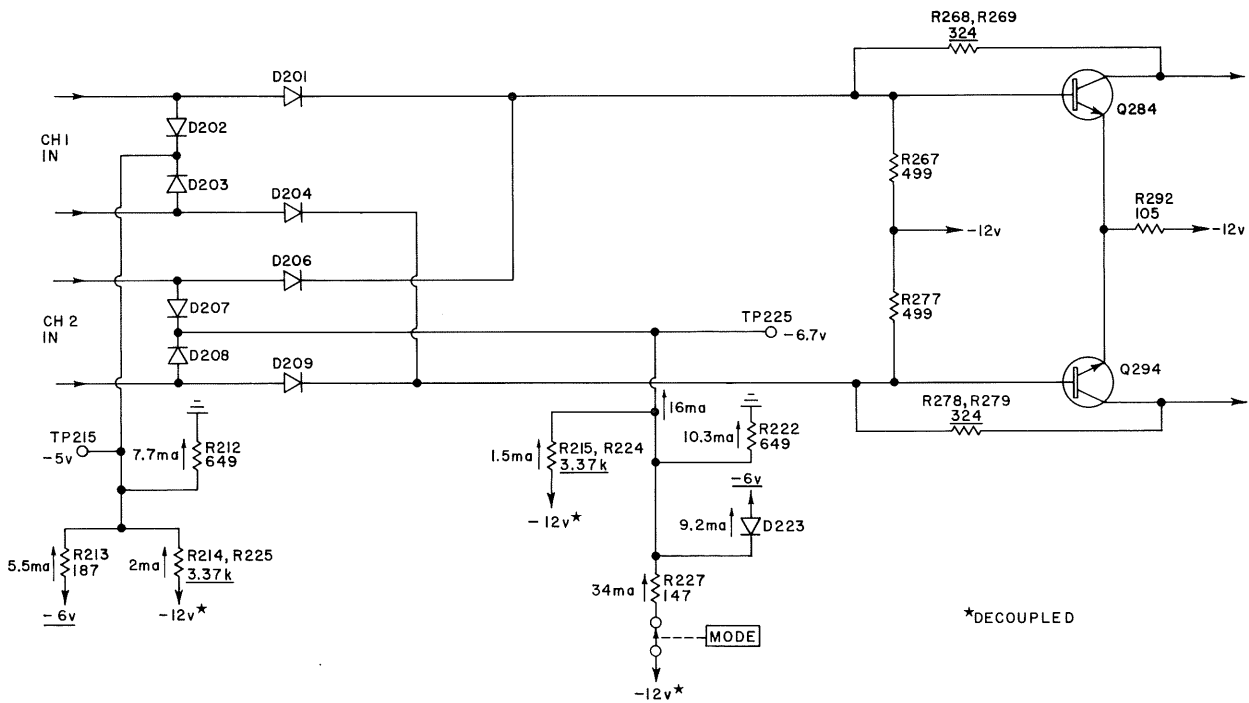 R268, R269
324
D201
Q284
D202
CH 1
IN
D203
R267
499
D204
R292
105
-12v
-12v
D206
D207
R277
499
CH 2
IN
TP225
-6.7v
D208
D209
Q294
16ma
R278, R279
324
TP215
-5v
7.7ma
R212
649
1.5ma
R215, R224
3.37k
10.3ma
R222
649
-12v★
-6v
9.2ma
D223
5.5ma
R213
187
2ma
R214, R225
3.37k
34ma
R227
147
-6v
-12v★
★DECOUPLED
MODE
-12v★